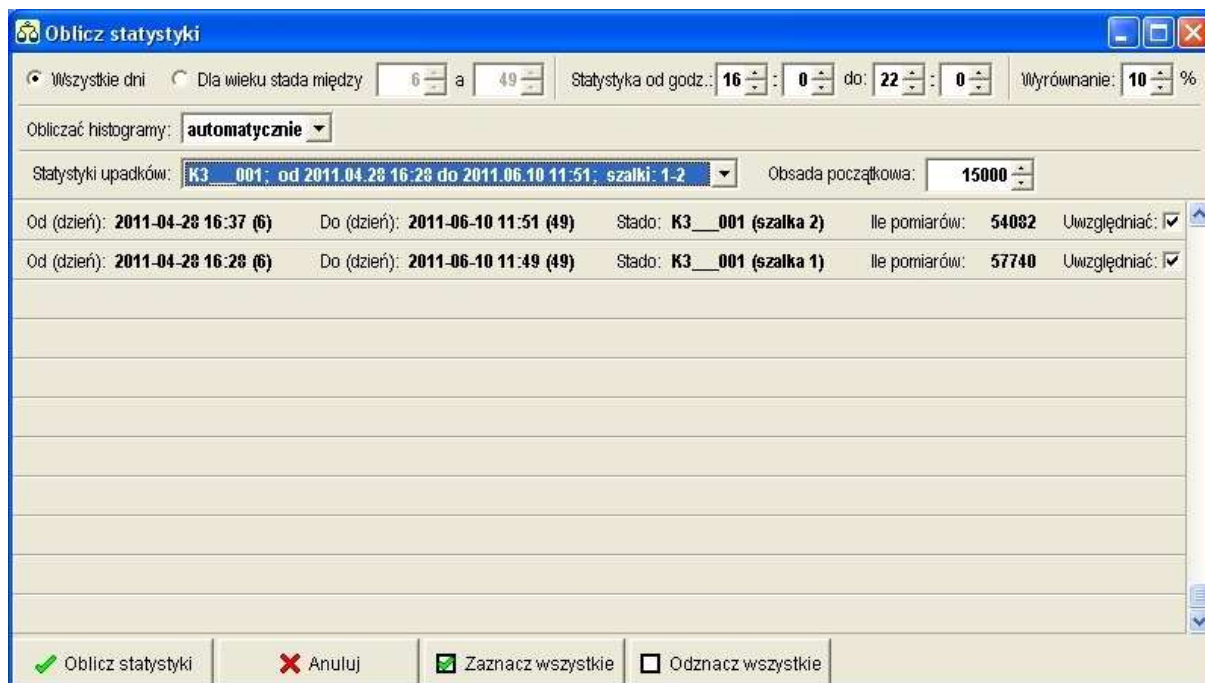 Oblicz statystyki
Wszystkie dni Dla wieku stada między 6 a 49 Statystyka od godz.: 16 : 0 do: 22 : 0 Wyrównanie: 10 %
Obliczać histogramy: automatycznie
Statystyki upadków: K3___001; od 2011.04.28 16:28 do 2011.06.10 11:51; szalki: 1-2 Obsada początkowa: 15000
Od (dzień): 2011-04-28 16:37 (6) Do (dzień): 2011-06-10 11:51 (49) Stado: K3___001 (szalka 2) Ile pomiarów: 54082 Uwzględniać:
Od (dzień): 2011-04-28 16:28 (6) Do (dzień): 2011-06-10 11:49 (49) Stado: K3___001 (szalka 1) Ile pomiarów: 57740 Uwzględniać:
Oblicz statystyki Anuluj Zaznacz wszystkie Odznacz wszystkie